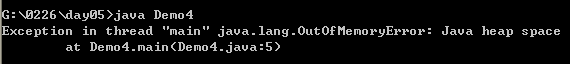 G:\0226\day05>java Demo4
Exception in thread "main" java.lang.OutOfMemoryError: Java heap space
at Demo4.main(Demo4.java:5)